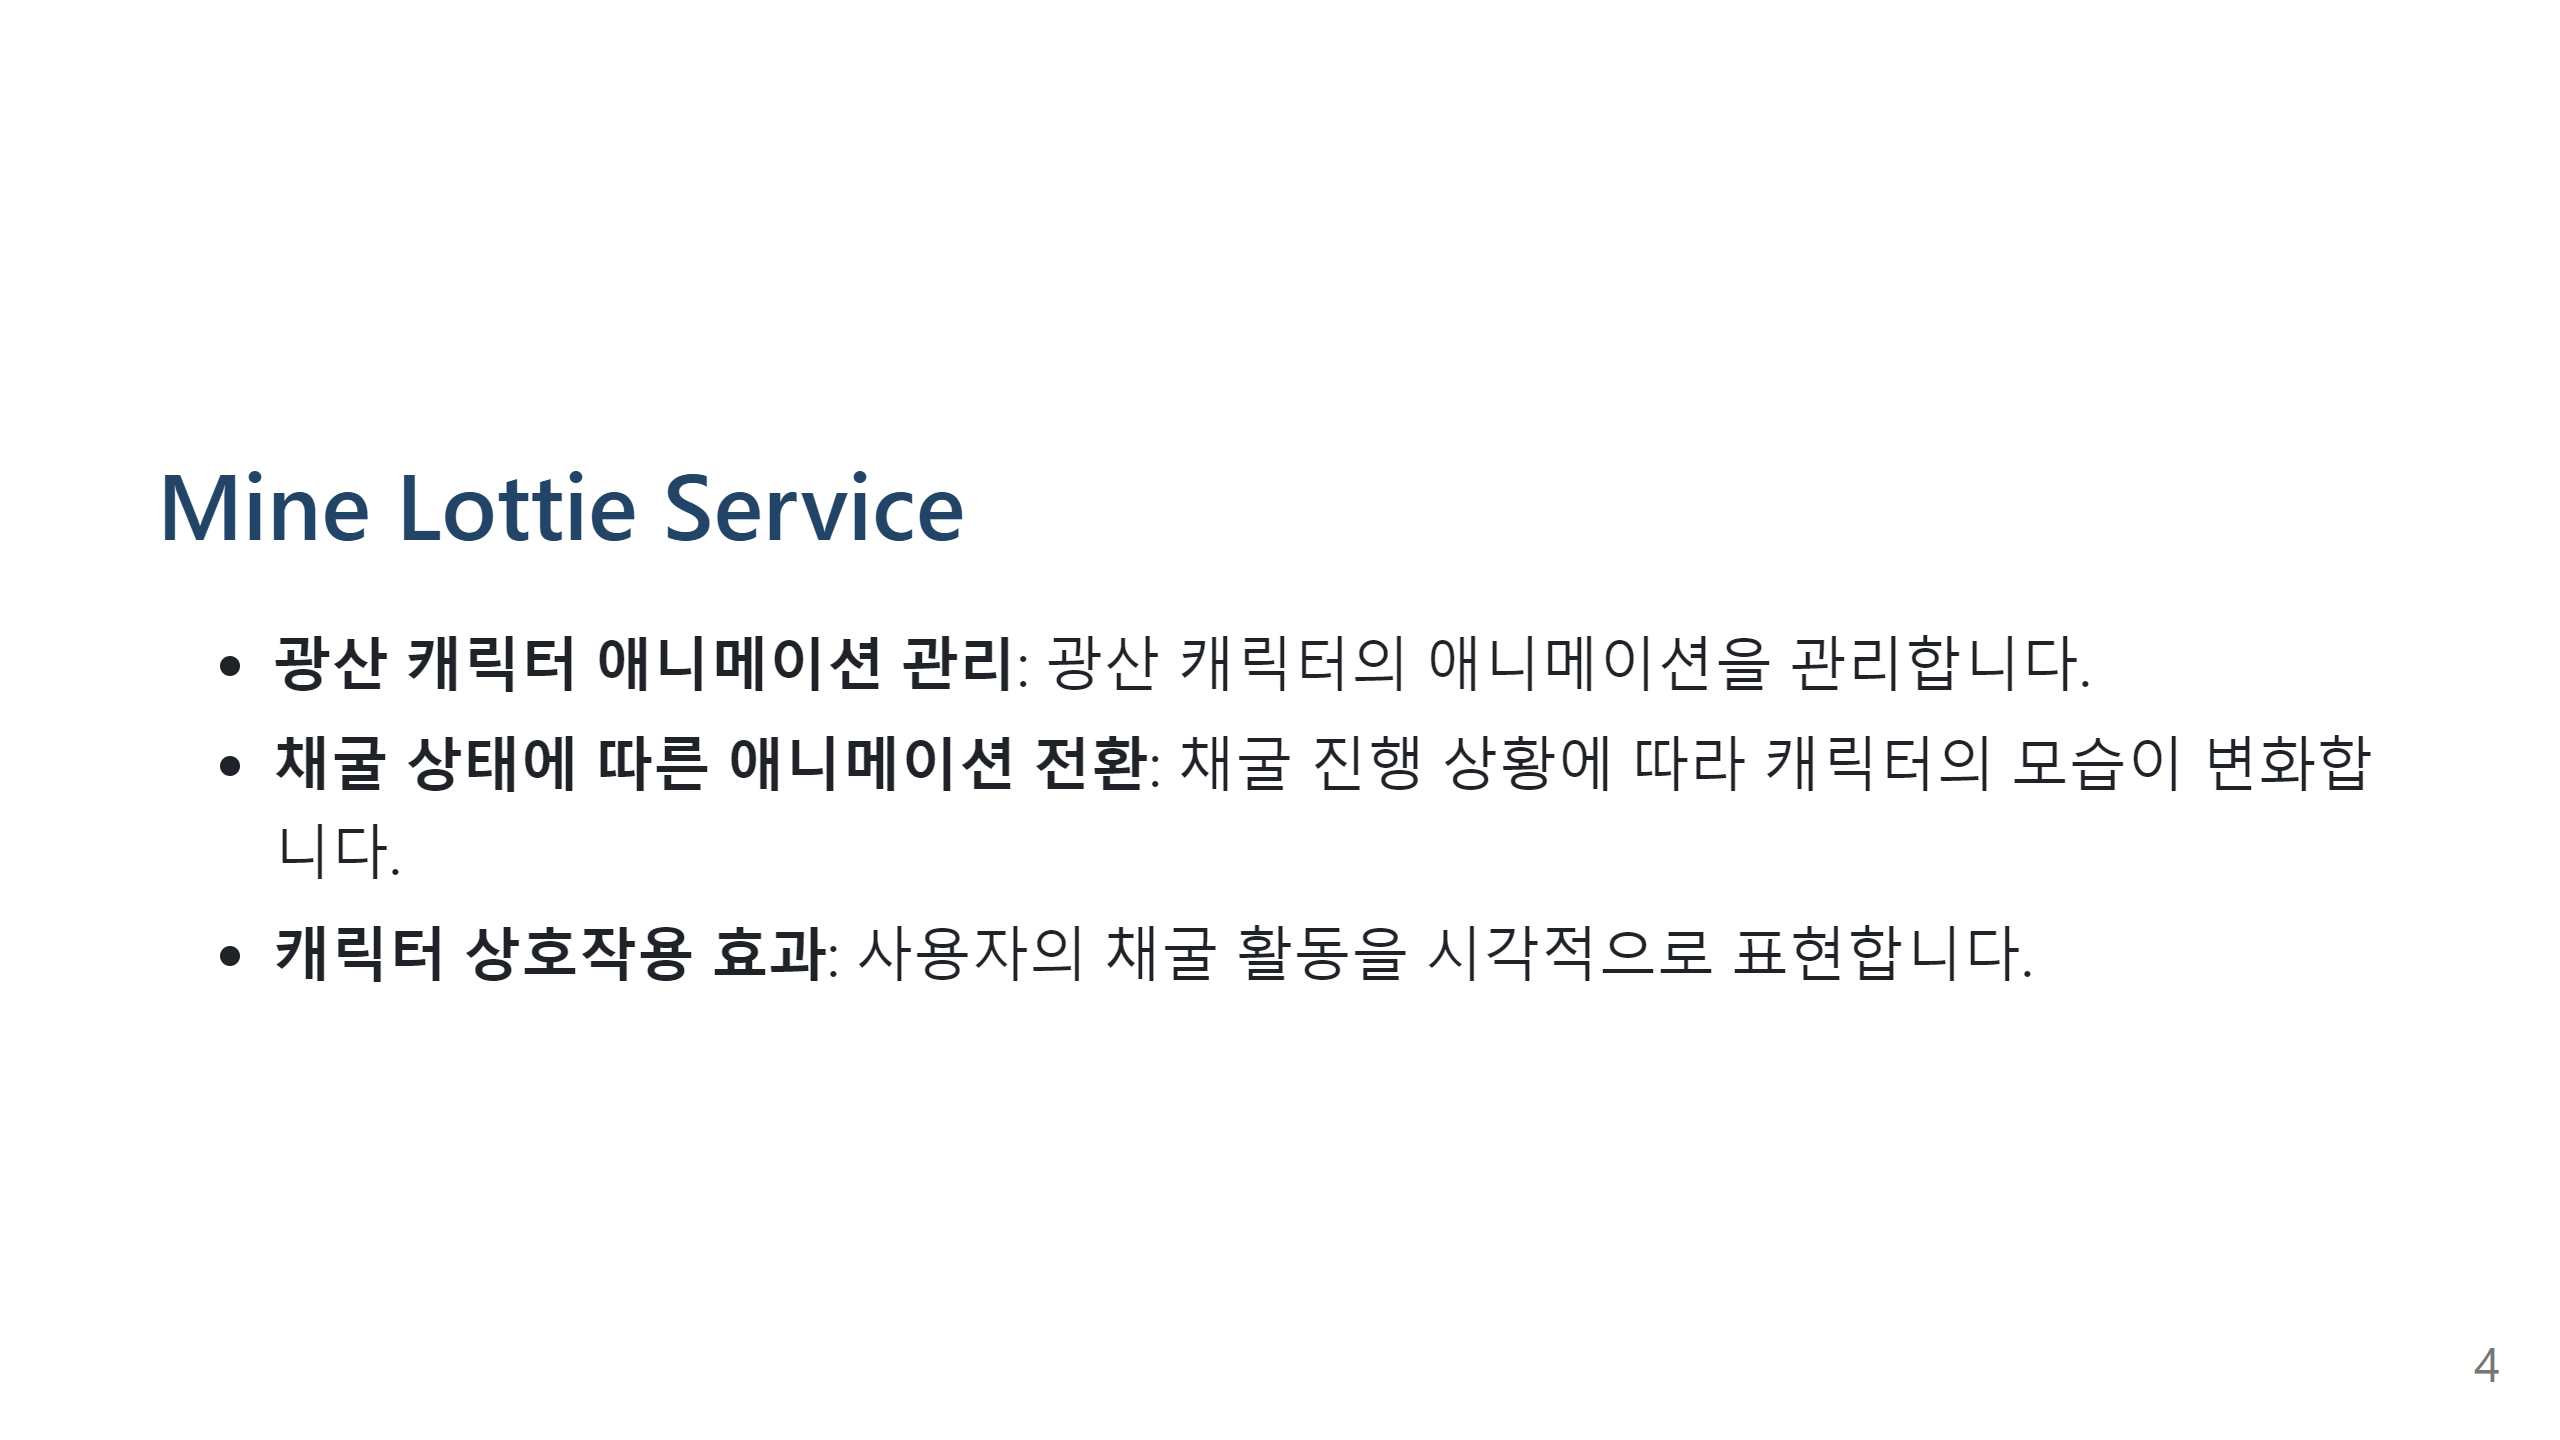 Mine Lottie Service
• 광산 캐릭터 애니메이션 관리: 광산 캐릭터의 애니메이션을 관리합니다.
• 채굴 상태에 따른 애니메이션 전환: 채굴 진행 상황에 따라 캐릭터의 모습이 변화합
니다.
• 캐릭터 상호작용 효과: 사용자의 채굴 활동을 시각적으로 표현합니다.
4